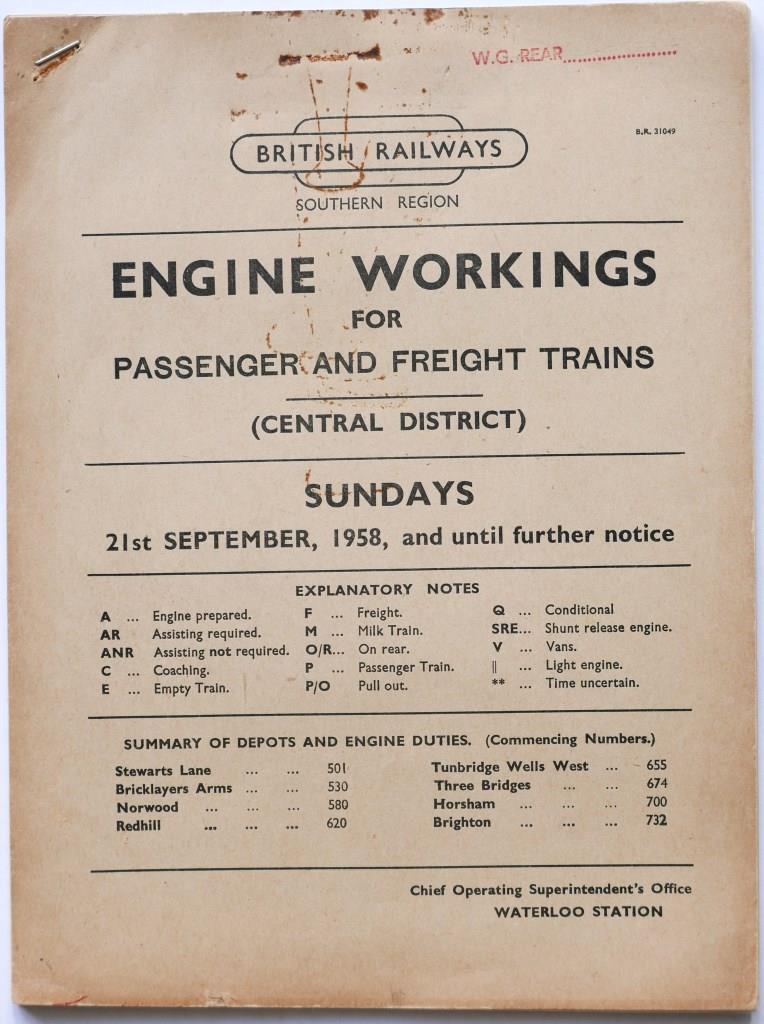 W.G. REAR
B.R. 31049
BRITISH RAILWAYS
SOUTHERN REGION
ENGINE WORKINGS
FOR
PASSENGER AND FREIGHT TRAINS
(CENTRAL DISTRICT)
SUNDAYS
21st SEPTEMBER, 1958, and until further notice
EXPLANATORY NOTES
A ... Engine prepared.
AR Assisting required.
ANR Assisting not required.
C ... Coaching.
E ... Empty Train.
F ... Freight.
M ... Milk Train.
O/R... On rear.
P ... Passenger Train.
P/O Pull out.
Q ... Conditional
SRE... Shunt release engine.
V ... Vans.
|| ... Light engine.
** ... Time uncertain.
SUMMARY OF DEPOTS AND ENGINE DUTIES. (Commencing Numbers.)
Stewarts Lane ... ... 501
Bricklayers Arms ... ... 530
Norwood ... ... ... 580
Redhill ... ... ... 620
Tunbridge Wells West ... 655
Three Bridges ... ... 674
Horsham ... ... ... 700
Brighton ... ... ... 732
Chief Operating Superintendent's Office
WATERLOO STATION